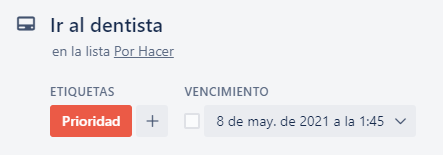 Ir al dentista
en la lista Por Hacer
ETIQUETAS VENCIMIENTO
Prioridad + 8 de may. de 2021 a la 1:45